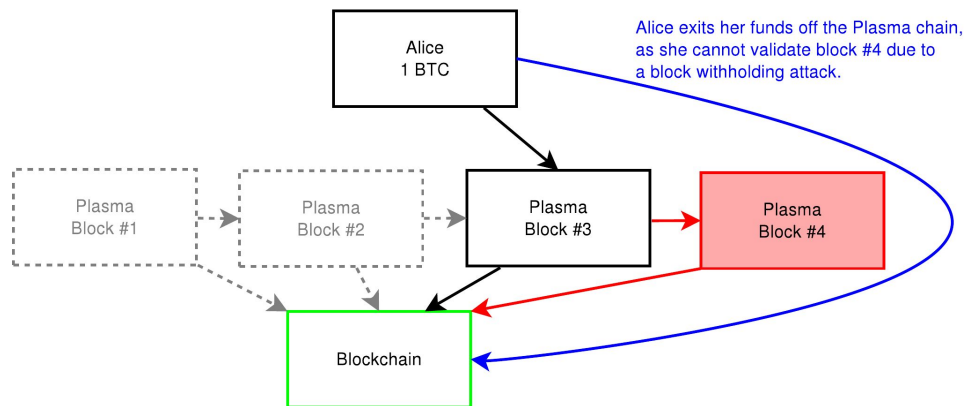 Alice
1 BTC
Alice exits her funds off the Plasma chain,
as she cannot validate block #4 due to
a block withholding attack.
Plasma
Block #1
Plasma
Block #2
Plasma
Block #3
Plasma
Block #4
Blockchain